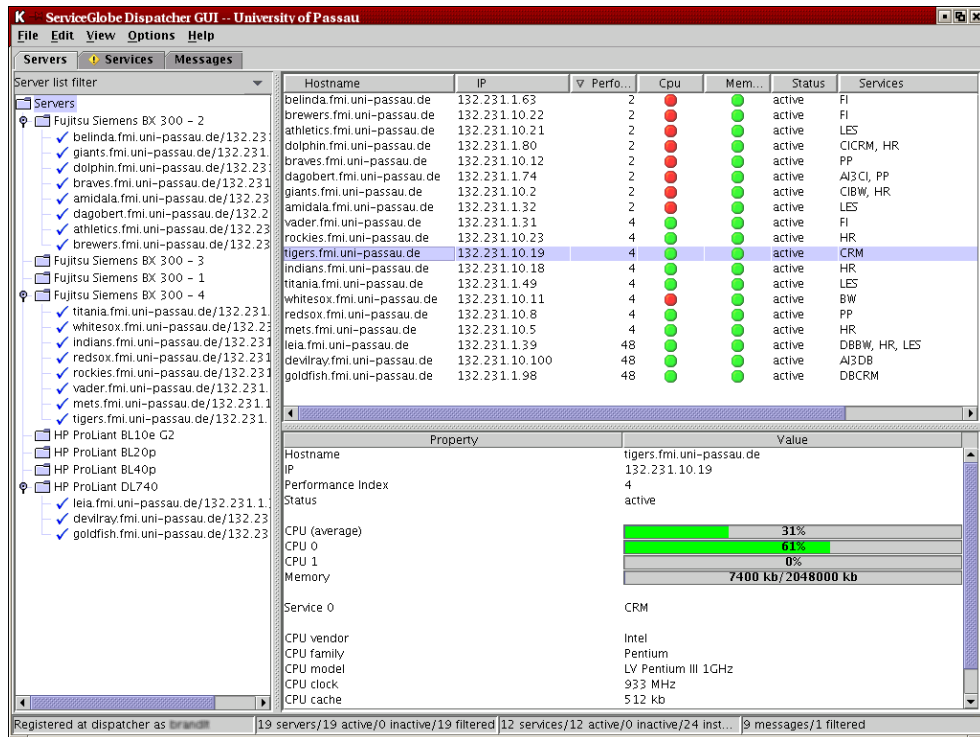 K ServiceGlobe Dispatcher GUI -- University of Passau
File Edit View Options Help
Servers Services Messages
Server list filter
Servers
Fujitsu Siemens BX 300 - 2
belinda.fmi.uni-passau.de/132.231
giants.fmi.uni-passau.de/132.231.
dolphin.fmi.uni-passau.de/132.23
braves.fmi.uni-passau.de/132.231
amidala.fmi.uni-passau.de/132.23
dagobert.fmi.uni-passau.de/132.2
athletics.fmi.uni-passau.de/132.23
brewers.fmi.uni-passau.de/132.23
Fujitsu Siemens BX 300 - 3
Fujitsu Siemens BX 300 - 1
Fujitsu Siemens BX 300 - 4
titania.fmi.uni-passau.de/132.231.
whitesox.fmi.uni-passau.de/132.23
indians.fmi.uni-passau.de/132.231
redsox.fmi.uni-passau.de/132.231
rockies.fmi.uni-passau.de/132.231
vader.fmi.uni-passau.de/132.231.
mets.fmi.uni-passau.de/132.231.1
tigers.fmi.uni-passau.de/132.231.
HP ProLiant BL10e G2
HP ProLiant BL20p
HP ProLiant BL40p
HP ProLiant DL740
leia.fmi.uni-passau.de/132.231.1.
devilray.fmi.uni-passau.de/132.23
goldfish.fmi.uni-passau.de/132.23
Hostname IP Perfo... Cpu Mem... Status Services
belinda.fmi.uni-passau.de 132.231.1.63 2 active FI
brewers.fmi.uni-passau.de 132.231.10.22 2 active FI
athletics.fmi.uni-passau.de 132.231.10.21 2 active LES
dolphin.fmi.uni-passau.de 132.231.1.80 2 active CICRM, HR
braves.fmi.uni-passau.de 132.231.10.12 2 active PP
dagobert.fmi.uni-passau.de 132.231.1.74 2 active AI3CI, PP
giants.fmi.uni-passau.de 132.231.10.2 2 active CIBW, HR
amidala.fmi.uni-passau.de 132.231.1.32 2 active LES
vader.fmi.uni-passau.de 132.231.1.31 4 active FI
rockies.fmi.uni-passau.de 132.231.10.23 4 active HR
tigers.fmi.uni-passau.de 132.231.10.19 4 active CRM
indians.fmi.uni-passau.de 132.231.10.18 4 active HR
titania.fmi.uni-passau.de 132.231.1.49 4 active LES
whitesox.fmi.uni-passau.de 132.231.10.11 4 active BW
redsox.fmi.uni-passau.de 132.231.10.8 4 active PP
mets.fmi.uni-passau.de 132.231.10.5 4 active HR
leia.fmi.uni-passau.de 132.231.1.39 48 active DBBW, HR, LES
devilray.fmi.uni-passau.de 132.231.10.100 48 active AI3DB
goldfish.fmi.uni-passau.de 132.231.1.98 48 active DBCRM
Property Value
Hostname tigers.fmi.uni-passau.de
IP 132.231.10.19
Performance Index 4
Status active
CPU (average) 31%
CPU 0 61%
CPU 1 0%
Memory 7400 kb/2048000 kb
Service 0 CRM
CPU vendor Intel
CPU family Pentium
CPU model LV Pentium III 1GHz
CPU clock 933 MHz
CPU cache 512 kb
Registered at dispatcher as
19 servers/19 active/0 inactive/19 filtered 12 services/12 active/0 inactive/24 inst... 9 messages/1 filtered